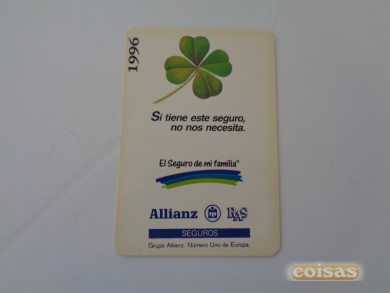 1996
Si tiene este seguro,
no nos necesita.
El Seguro de mi familia
Allianz
SEGUROS
Grupo Allianz. Número Uno de Europa.
coisas